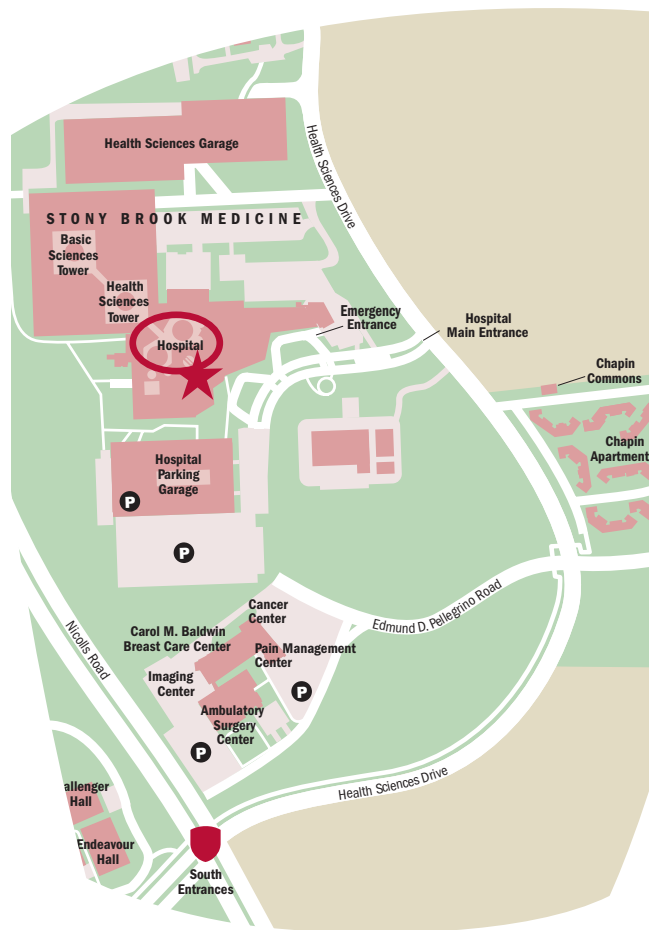 Health Sciences Garage
Health Sciences Drive
STONY BROOK MEDICINE
Basic
Sciences
Tower
Health
Sciences
Tower
Hospital
Emergency
Entrance
Hospital
Main Entrance
Chapin
Commons
Chapin
Apartment
Hospital
Parking
Garage
P
P
Cancer
Center
Edmund D. Pellegrino Road
Carol M. Baldwin
Breast Care Center
Pain Management
Center
Nicolls Road
Imaging
Center
P
Ambulatory
Surgery
Center
P
Health Sciences Drive
allenger
Hall
Endeavour
Hall
South
Entrances